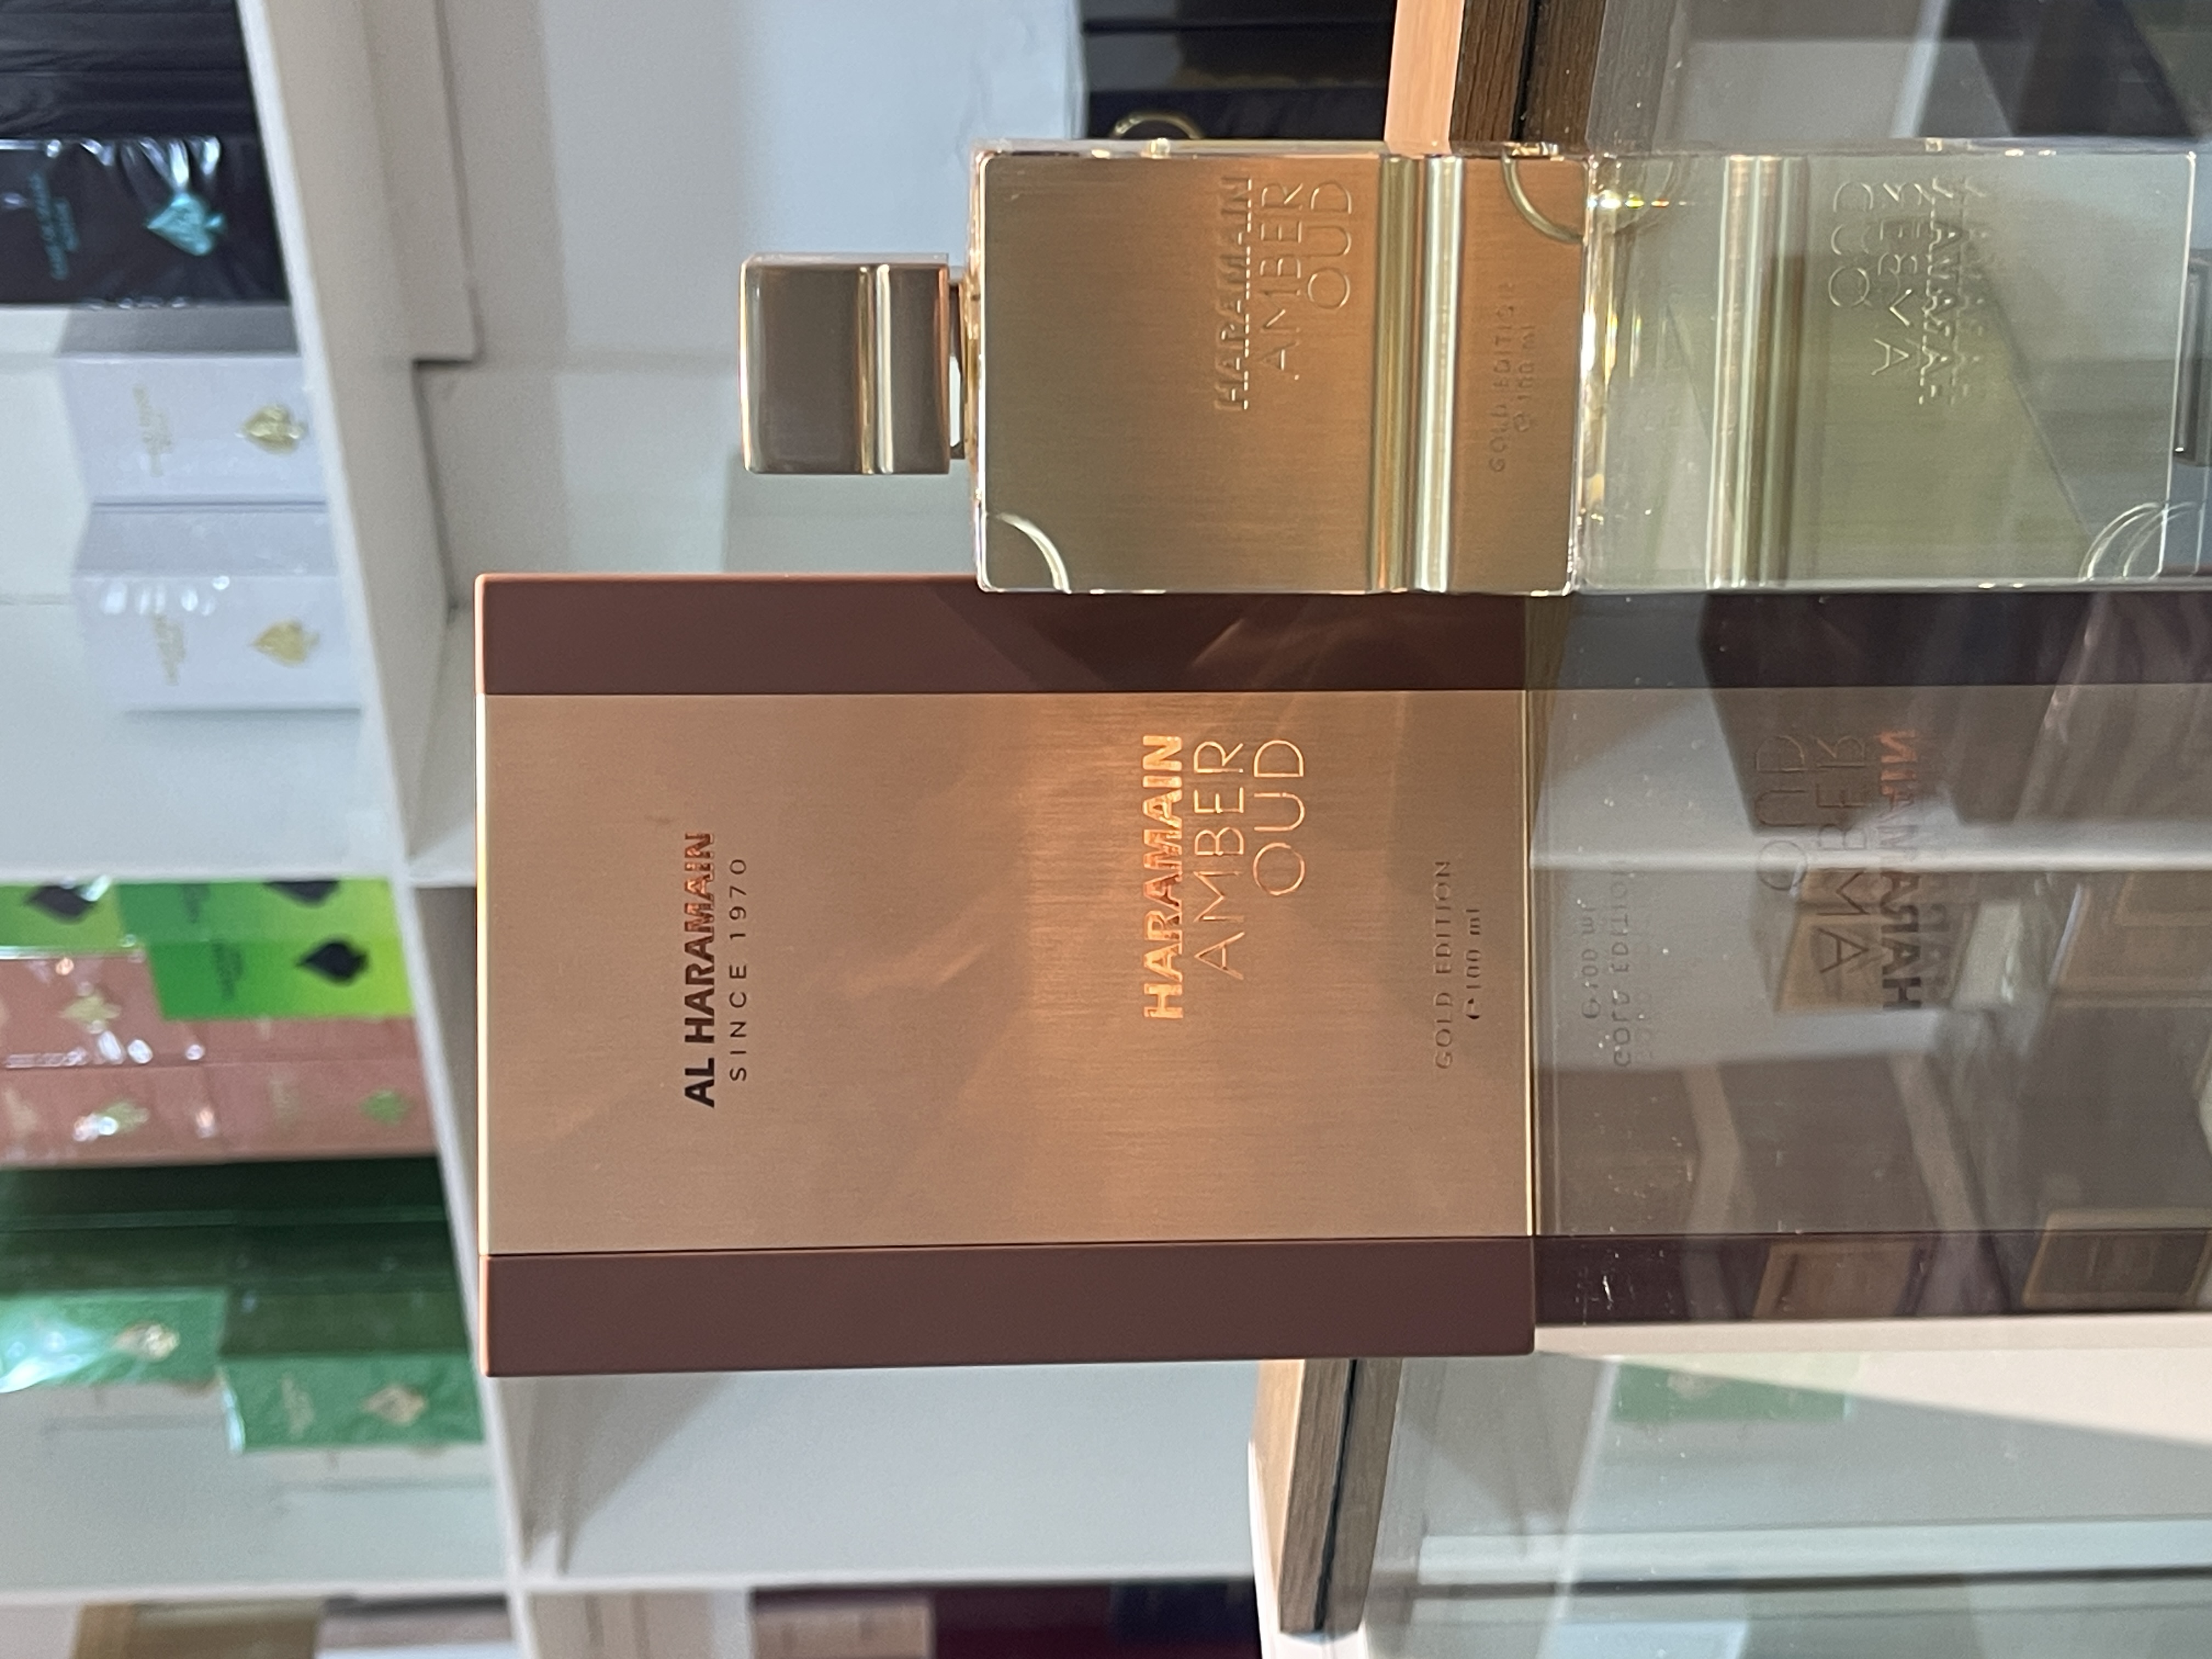 AL HARAMAIN
SINCE 1970
HARAMAIN
AMBER
OUD
GOLD EDITION
℮ 100 ml
HARAMAIN
AMBER
OUD
GOLD EDITION
℮ 100 ml